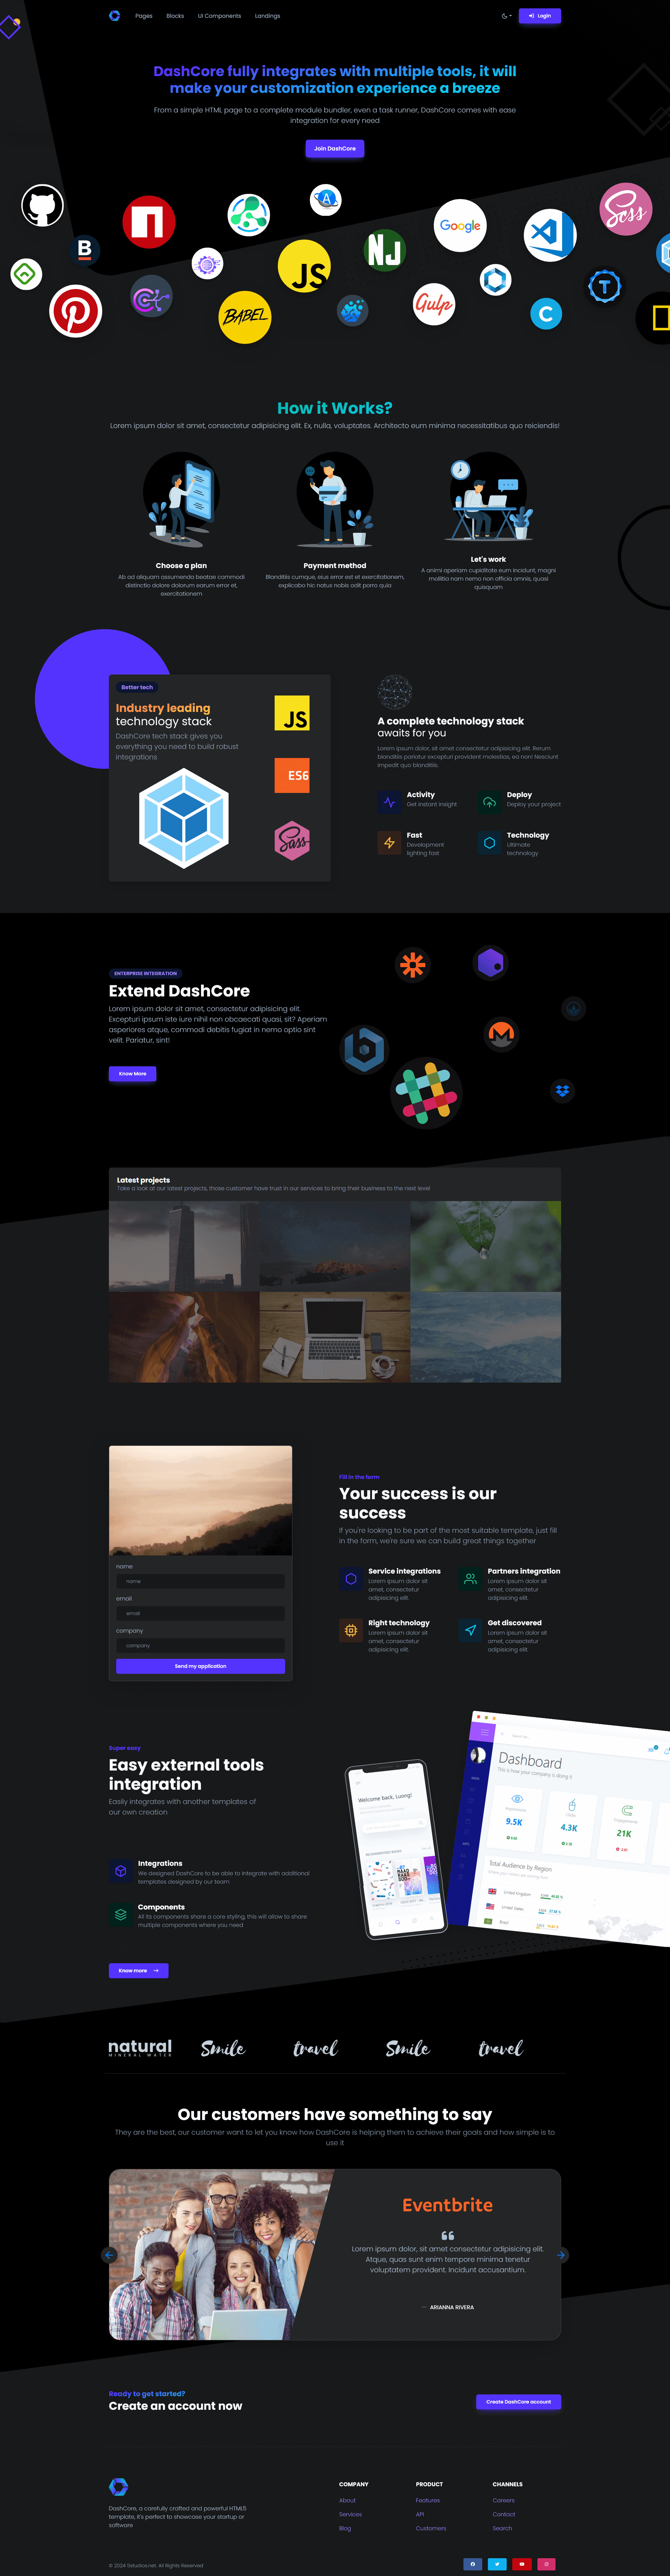 Pages Blocks UI Components Landings
Login
DashCore fully integrates with multiple tools, it will
make your customization experience a breeze
From a simple HTML page to a complete module bundler, even a task runner, DashCore comes with ease
integration for every need
Join DashCore
A
B
JS
NJ
Google
Sass
BABEL
Gulp
C
T
How it Works?
Lorem ipsum dolor sit amet, consectetur adipisicing elit. Ex, nulla, voluptates. Architecto eum minima necessitatibus quo reiciendis!
Choose a plan
Ab ad aliquam assumenda beatae commodi
distinctio dolore dolorum earum error et,
exercitationem
Payment method
Blanditiis cumque, eius error est et exercitationem,
explicabo hic natus nobis odit porro quia
Let's work
A animi aperiam cupiditate eum incidunt, magni
mollitia nam nemo non officia omnis, quasi
quisquam
Better tech
Industry leading
technology stack
DashCore tech stack gives you
everything you need to build robust
integrations
JS
ES6
Sass
A complete technology stack
awaits for you
Lorem ipsum dolor, sit amet consectetur adipisicing elit. Rerum
blanditiis pariatur excepturi provident molestias, ea non! Nesciunt
impedit quo blanditiis.
Activity
Get instant insight
Deploy
Deploy your project
Fast
Development
lighting fast
Technology
Ultimate
technology
ENTERPRISE INTEGRATION
Extend DashCore
Lorem ipsum dolor sit amet, consectetur adipisicing elit.
Excepturi ipsum iste iure nihil non obcaecati quasi, sit? Aperiam
asperiores atque, commodi debitis fugiat in nemo optio sint
velit. Pariatur, sint!
Know More
Latest projects
Take a look at our latest projects, those customer have trust in our services to bring their business to the next level
name
name
email
email
company
company
Send my application
Fill in the form
Your success is our
success
If you're looking to be part of the most suitable template, just fill
in the form, we're sure we can build great things together
Service integrations
Lorem ipsum dolor sit
amet, consectetur
adipisicing elit.
Partners integration
Lorem ipsum dolor sit
amet, consectetur
adipisicing elit.
Right technology
Lorem ipsum dolor sit
amet, consectetur
adipisicing elit.
Get discovered
Lorem ipsum dolor sit
amet, consectetur
adipisicing elit.
Super easy
Easy external tools
integration
Easily integrates with another templates of
our own creation
Integrations
We designed DashCore to be able to integrate with additional
templates designed by our team
Components
All its components share a core styling, this will allow to share
multiple components where you need
Know more
Welcome back, Luong!
Dashboard
This is how your company is doing it
9.5K
4.3K
21K
Total Audience by Region
United Kingdom
United States
Brazil
natural
MINERAL WATER
Smile
travel
Smile
travel
Our customers have something to say
They are the best, our customer want to let you know how DashCore is helping them to achieve their goals and how simple is to
use it
Eventbrite
Lorem ipsum dolor, sit amet consectetur adipisicing elit.
Atque, quas sunt enim tempore minima tenetur
voluptatem provident. Incidunt accusantium.
— ARIANNA RIVERA
Ready to get started?
Create an account now
Create DashCore account
DashCore, a carefully crafted and powerful HTML5
template, it's perfect to showcase your startup or
software
COMPANY
About
Services
Blog
PRODUCT
Features
API
Customers
CHANNELS
Careers
Contact
Search
© 2024 5studios.net. All Rights Reserved